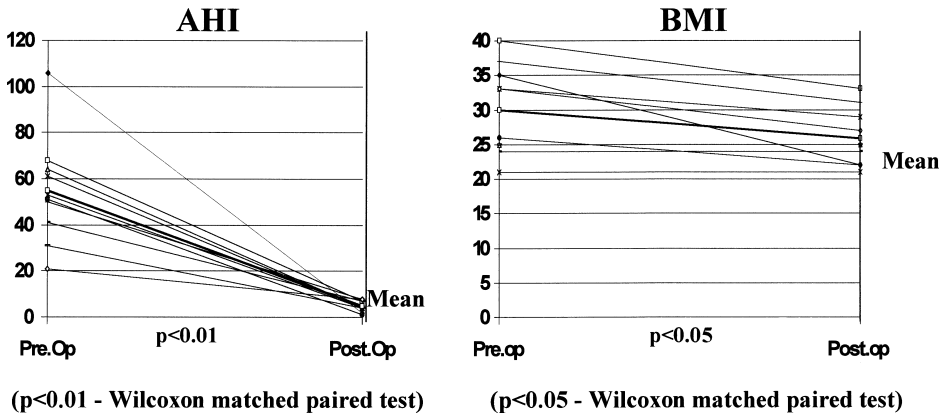 AHI
120
100
80
60
40
20
0
Mean
p<0.01
Pre.Op
Post.Op
(p<0.01 - Wilcoxon matched paired test)
BMI
40
35
30
25
20
15
10
5
0
Mean
p<0.05
Pre.op
Post.op
(p<0.05 - Wilcoxon matched paired test)